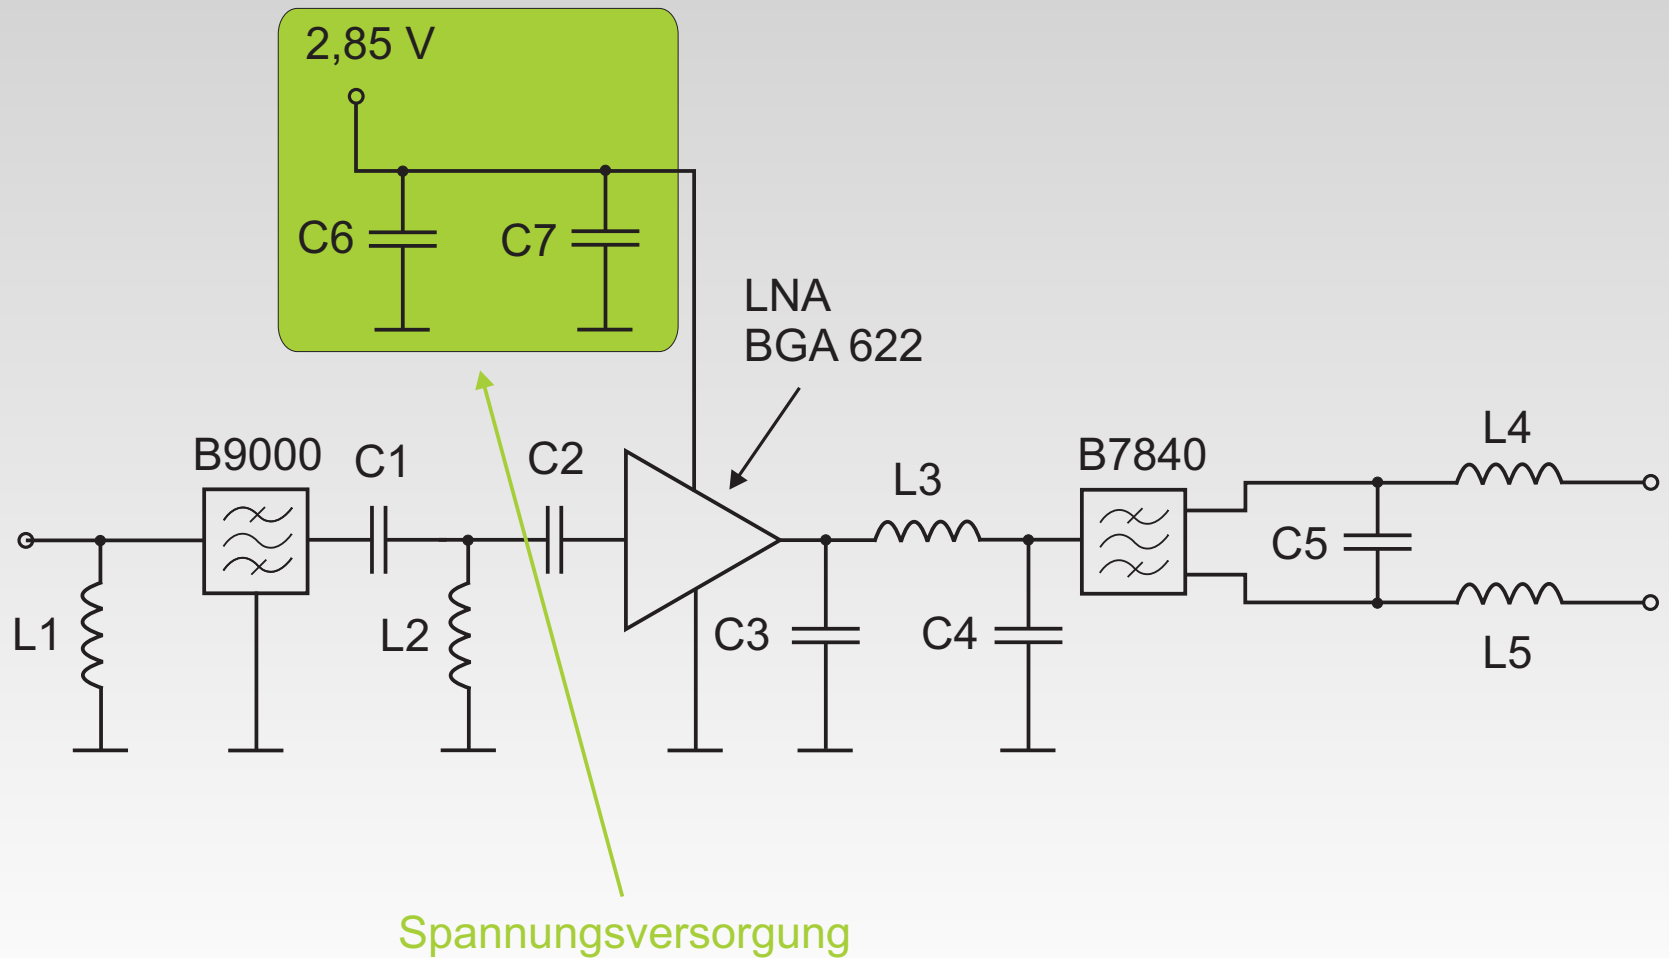 2,85 V
C6
C7
LNA
BGA 622
B9000
C1
C2
L3
B7840
L4
C5
L1
L2
C3
C4
L5
Spannungsversorgung